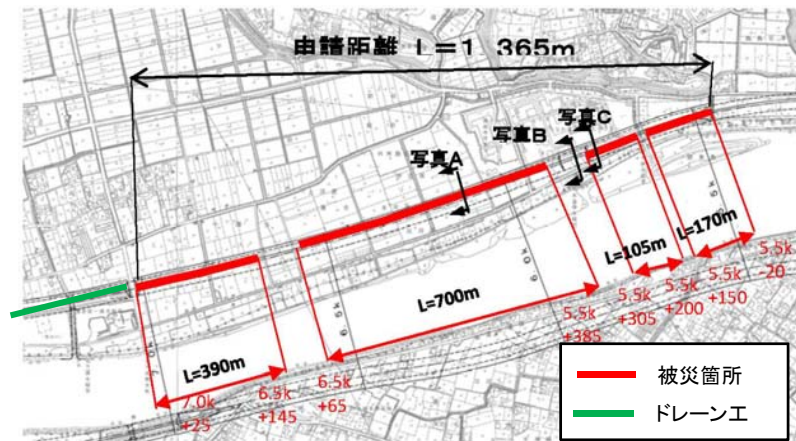 申請距離 L=1 365m
写真A
写真B
写真C
L=390m
L=700m
L=105m
L=170m
7.0k
+25
6.5k
+145
6.5k
+65
5.5k
+385
5.5k
+305
5.5k
+200
5.5k
+150
5.5k
-20
被災箇所
ドレーン工